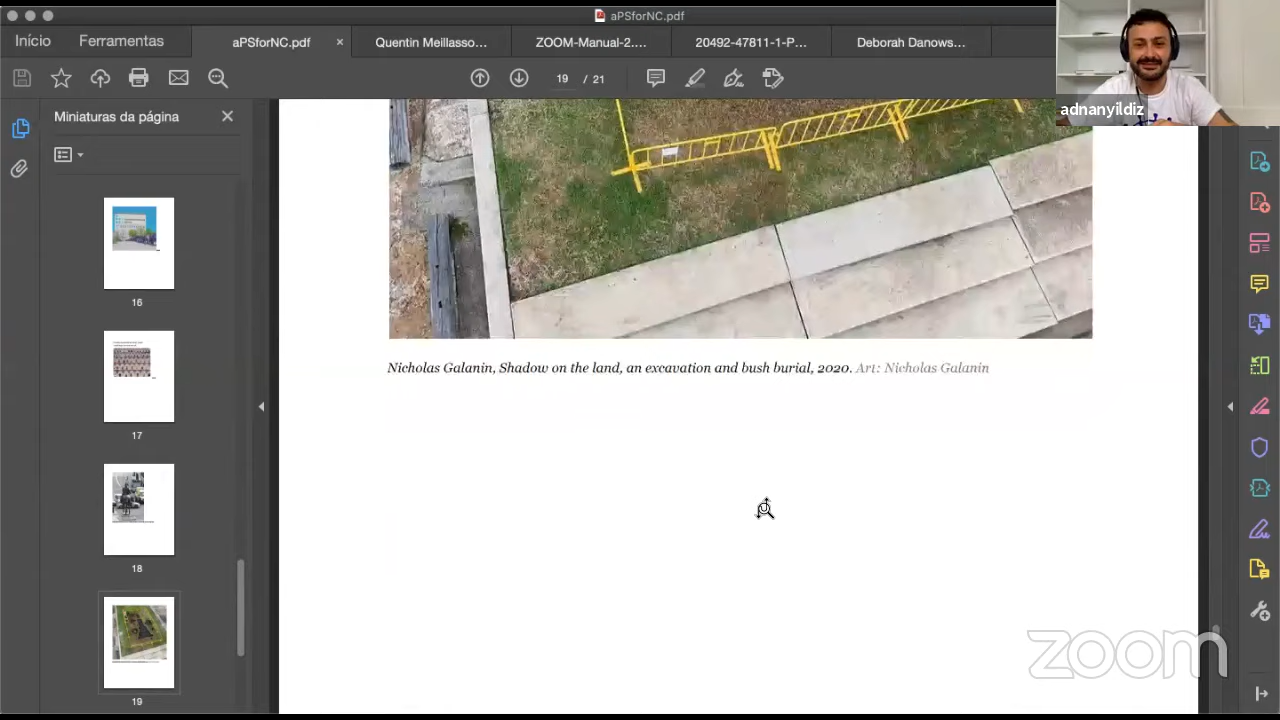 aPSforNC.pdf
Início
Ferramentas
aPSforNC.pdf
Quentin Meillasso...
ZOOM-Manual-2....
20492-47811-1-P...
Deborah Danows...
19 / 21
adnanyildiz
Miniaturas da página
16
17
18
19
Nicholas Galanin, Shadow on the land, an excavation and bush burial, 2020. Art: Nicholas Galanin
zoom